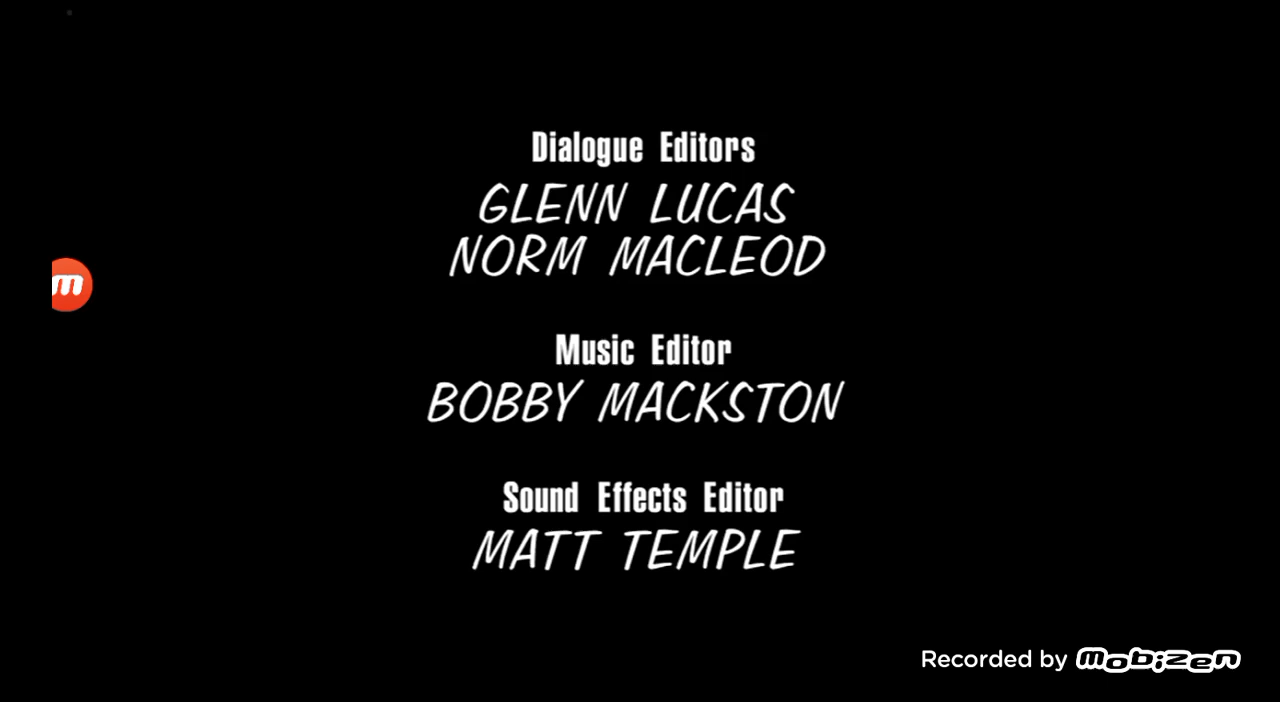 Dialogue Editors
GLENN LUCAS
NORM MACLEOD
m
Music Editor
BOBBY MACKSTON
Sound Effects Editor
MATT TEMPLE
Recorded by mobizen